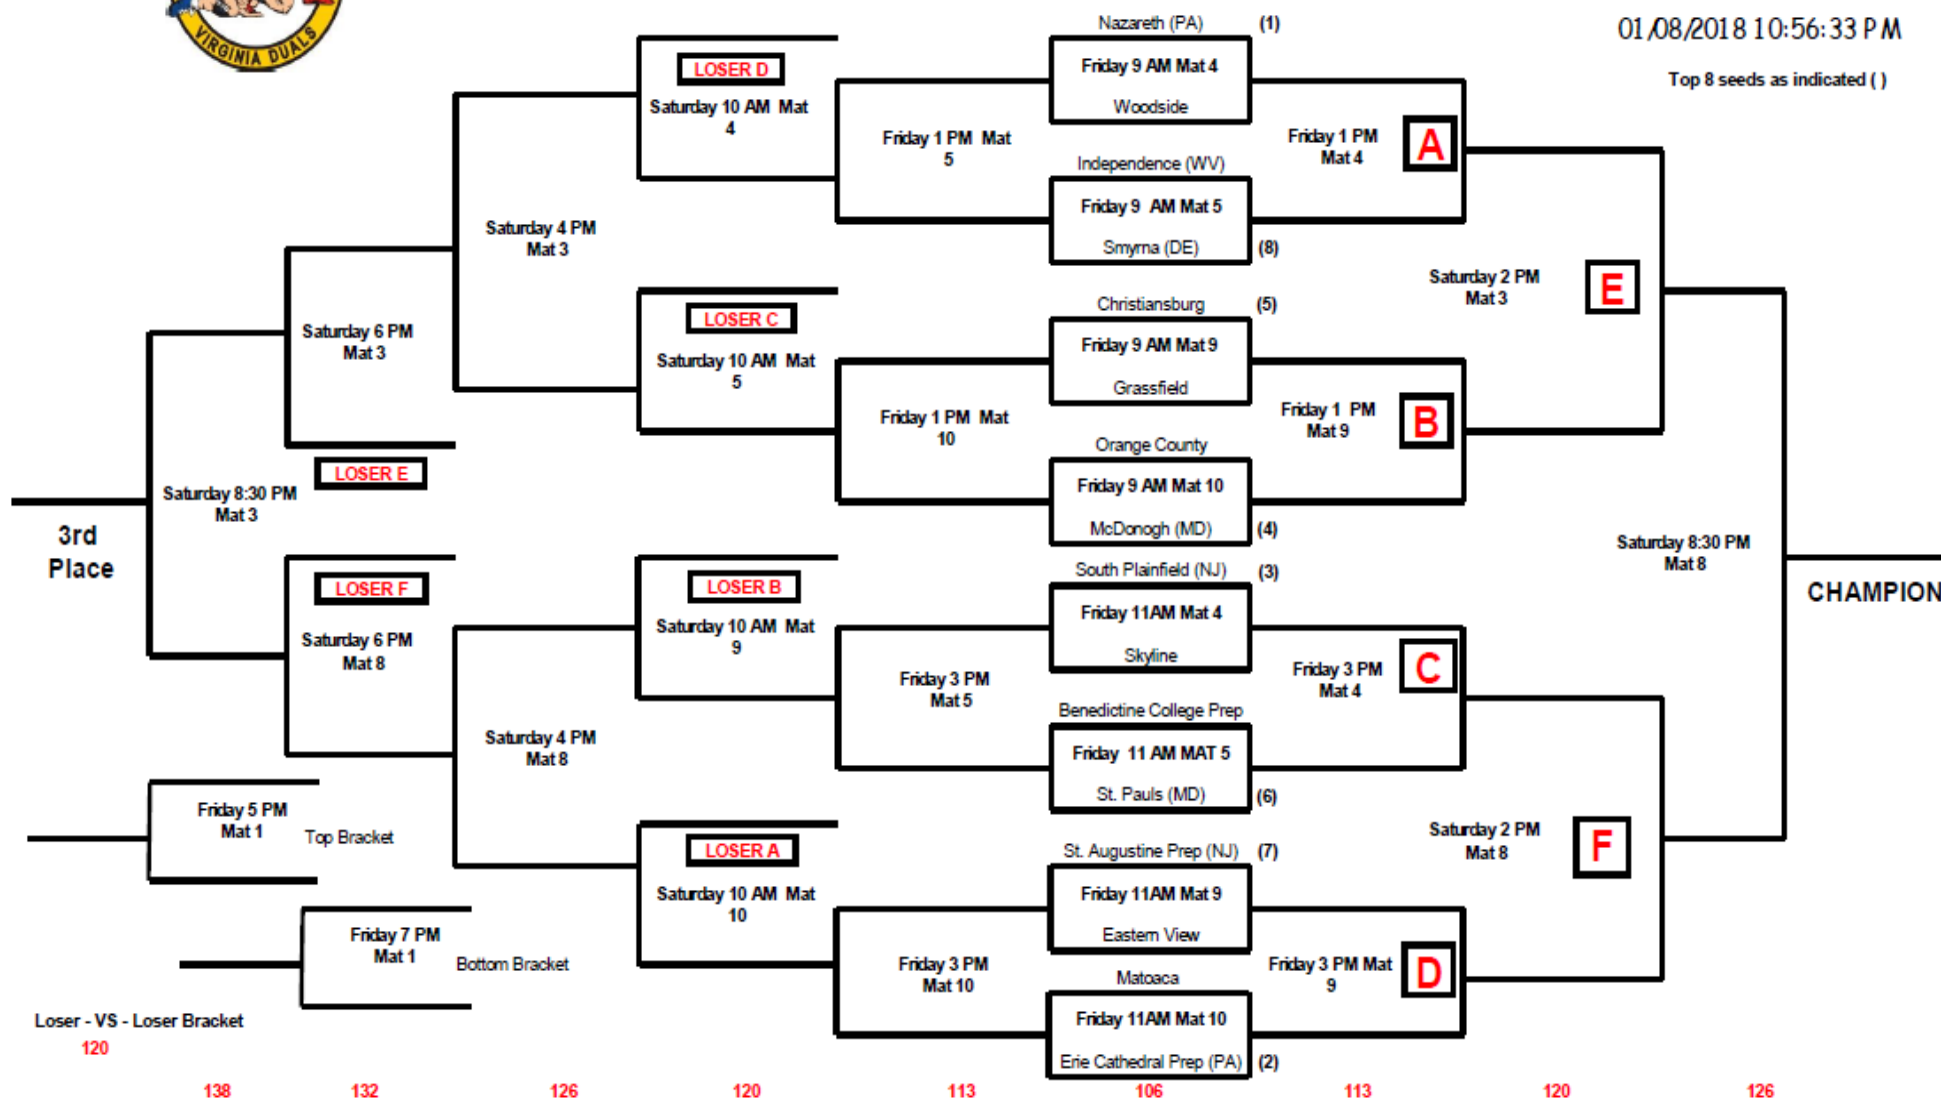 VIRGINIA DUALS
01/08/2018 10:56:33 PM
Top 8 seeds as indicated ( )
Nazareth (PA) (1)
Friday 9 AM Mat 4
Woodside
Independence (WV)
Friday 9 AM Mat 5
Smyrna (DE) (8)
Christiansburg (5)
Friday 9 AM Mat 9
Grassfield
Orange County
Friday 9 AM Mat 10
McDonogh (MD) (4)
South Plainfield (NJ) (3)
Friday 11AM Mat 4
Skyline
Benedictine College Prep
Friday 11 AM MAT 5
St. Pauls (MD) (6)
St. Augustine Prep (NJ) (7)
Friday 11AM Mat 9
Eastern View
Matoaca
Friday 11AM Mat 10
Erie Cathedral Prep (PA) (2)
Friday 1 PM
Mat 4
A
Friday 1 PM
Mat 9
B
Friday 3 PM
Mat 4
C
Friday 3 PM Mat
9
D
Saturday 2 PM
Mat 3
E
Saturday 2 PM
Mat 8
F
Saturday 8:30 PM
Mat 8
CHAMPION
Friday 1 PM Mat
5
Friday 1 PM Mat
10
Friday 3 PM
Mat 5
Friday 3 PM
Mat 10
LOSER D
Saturday 10 AM Mat
4
LOSER C
Saturday 10 AM Mat
5
LOSER B
Saturday 10 AM Mat
9
LOSER A
Saturday 10 AM Mat
10
Saturday 4 PM
Mat 3
Saturday 4 PM
Mat 8
Saturday 6 PM
Mat 3
LOSER E
LOSER F
Saturday 6 PM
Mat 8
Saturday 8:30 PM
Mat 3
3rd
Place
Friday 5 PM
Mat 1
Top Bracket
Friday 7 PM
Mat 1
Bottom Bracket
Loser - VS - Loser Bracket
120
138 132 126 120 113 106 113 120 126